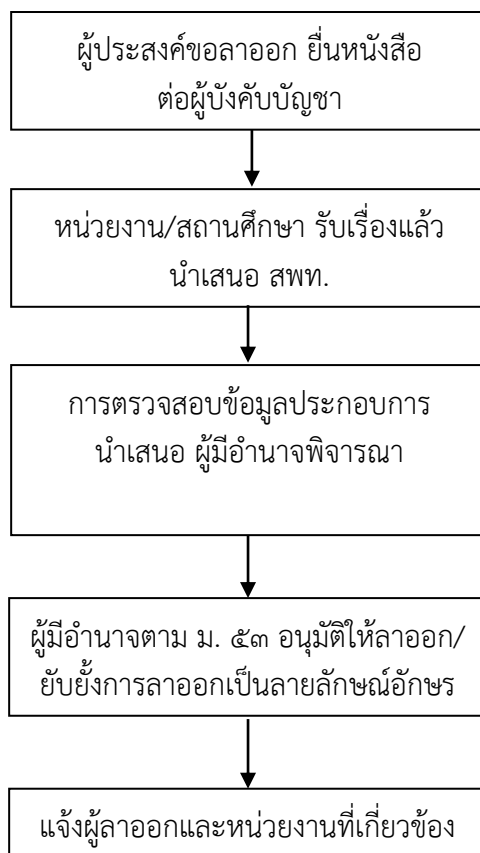 ผู้ประสงค์ขอลาออก ยื่นหนังสือ
ต่อผู้บังคับบัญชา
หน่วยงาน/สถานศึกษา รับเรื่องแล้ว
นำเสนอ สพท.
การตรวจสอบข้อมูลประกอบการ
นำเสนอ ผู้มีอำนาจพิจารณา
ผู้มีอำนาจตาม ม. ๕๓ อนุมัติให้ลาออก/
ยับยั้งการลาออกเป็นลายลักษณ์อักษร
แจ้งผู้ลาออกและหน่วยงานที่เกี่ยวข้อง